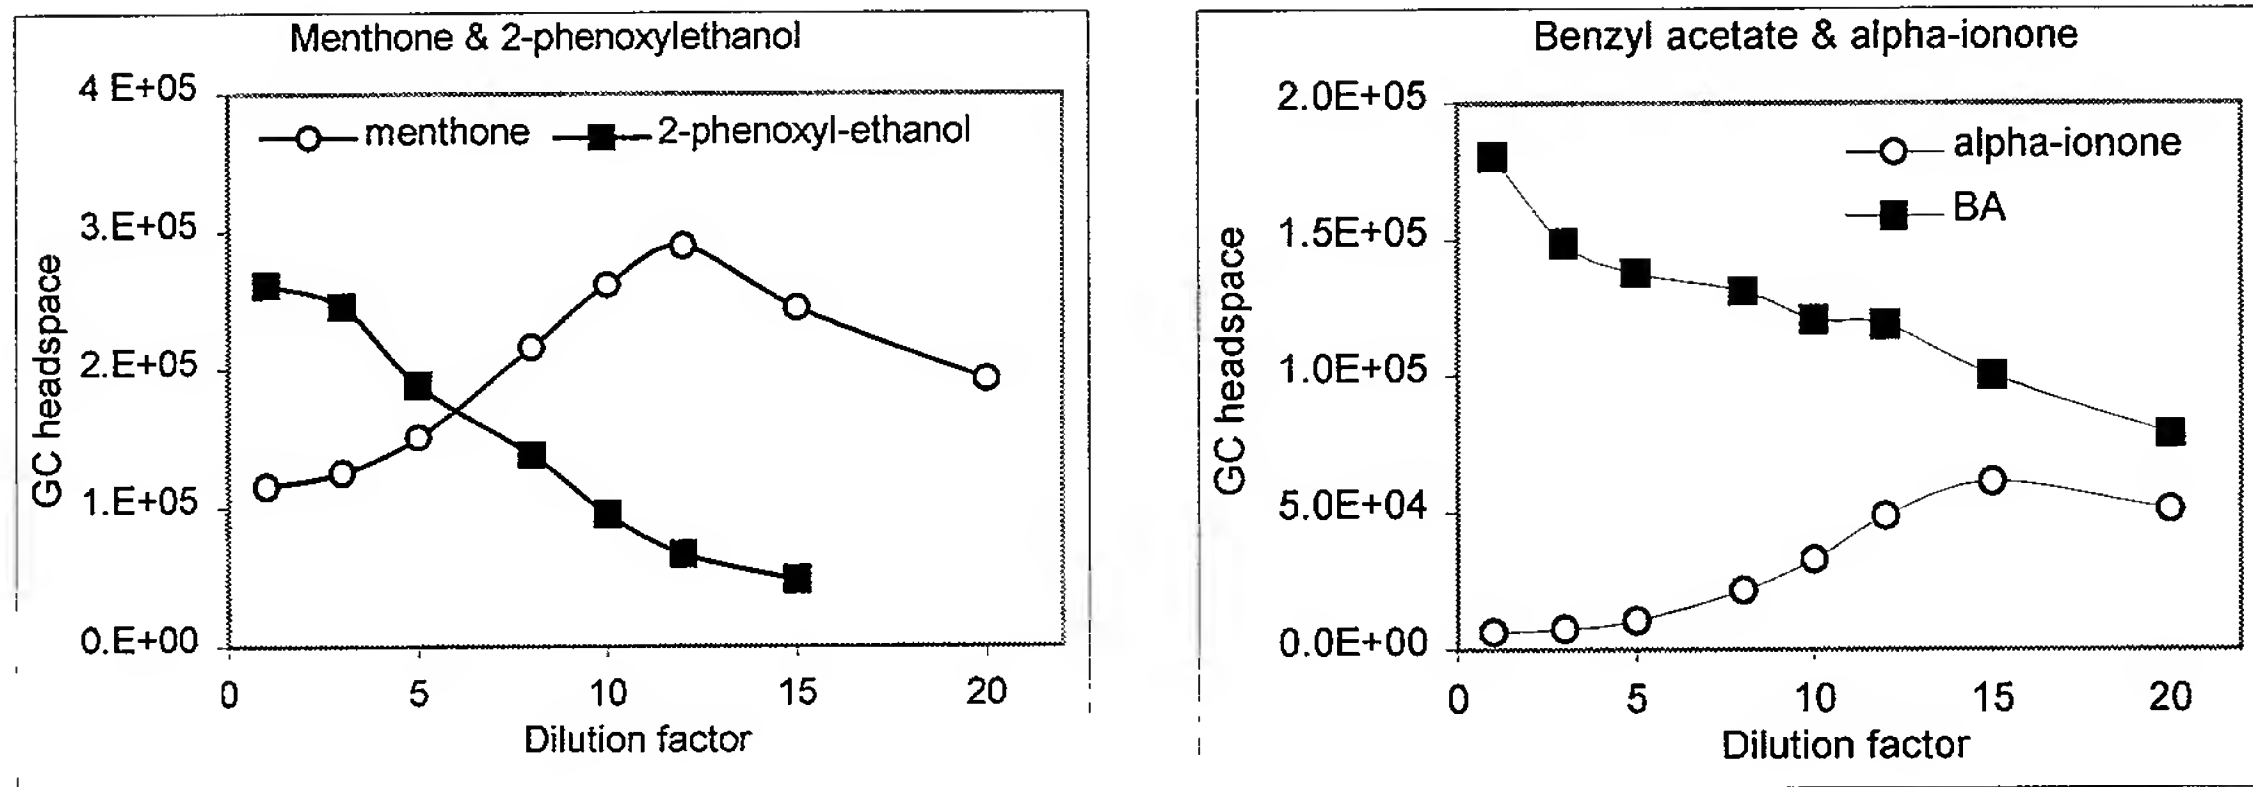 Menthone & 2-phenoxylethanol
4 E+05
menthone 2-phenoxyl-ethanol
3.E+05
2.E+05
1.E+05
0.E+00
GC headspace
0 5 10 15 20
Dilution factor
Benzyl acetate & alpha-ionone
2.0E+05
alpha-ionone
BA
1.5E+05
1.0E+05
5.0E+04
0.0E+00
GC headspace
0 5 10 15 20
Dilution factor